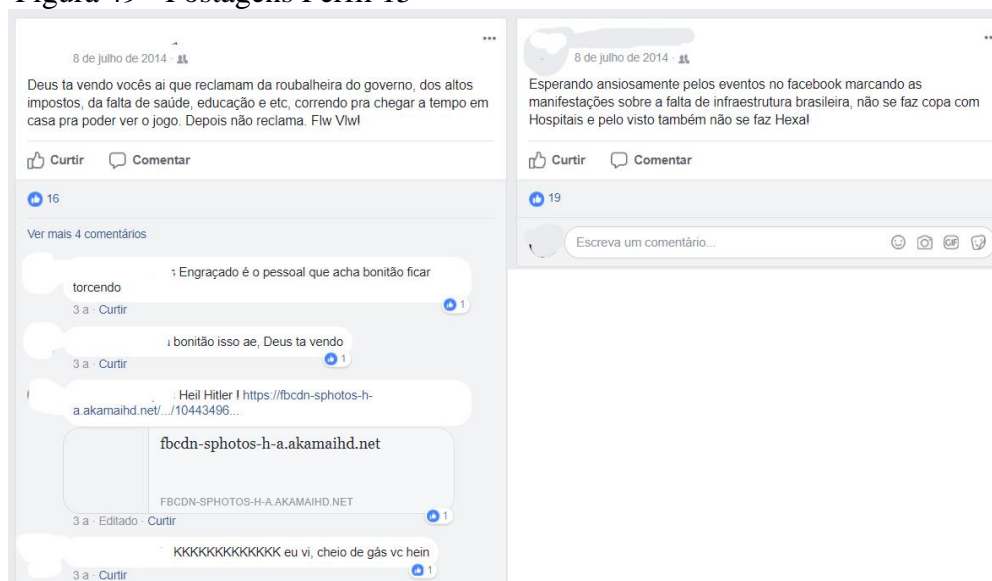 Figura 49 - Postagens Perfil 13
8 de julho de 2014
Deus ta vendo vocês ai que reclamam da roubalheira do governo, dos altos
impostos, da falta de saúde, educação e etc, correndo pra chegar a tempo em
casa pra poder ver o jogo. Depois não reclama. Flw Vlw!
Curtir Comentar
16
Ver mais 4 comentários
Engraçado é o pessoal que acha bonitão ficar
torcendo
1
3 a · Curtir
bonitão isso ae, Deus ta vendo
1
3 a · Curtir
Heil Hitler ! https://fbcdn-sphotos-h-
a.akamaihd.net/.../10443496...
fbcdn-sphotos-h-a.akamaihd.net
FBCDN-SPHOTOS-H-A.AKAMAIHD.NET
1
3 a · Editado · Curtir
KKKKKKKKKKKKK eu vi, cheio de gás vc hein
1
3 a · Curtir
8 de julho de 2014
Esperando ansiosamente pelos eventos no facebook marcando as
manifestações sobre a falta de infraestrutura brasileira, não se faz copa com
Hospitais e pelo visto também não se faz Hexa!
Curtir Comentar
19
Escreva um comentário...
GIF